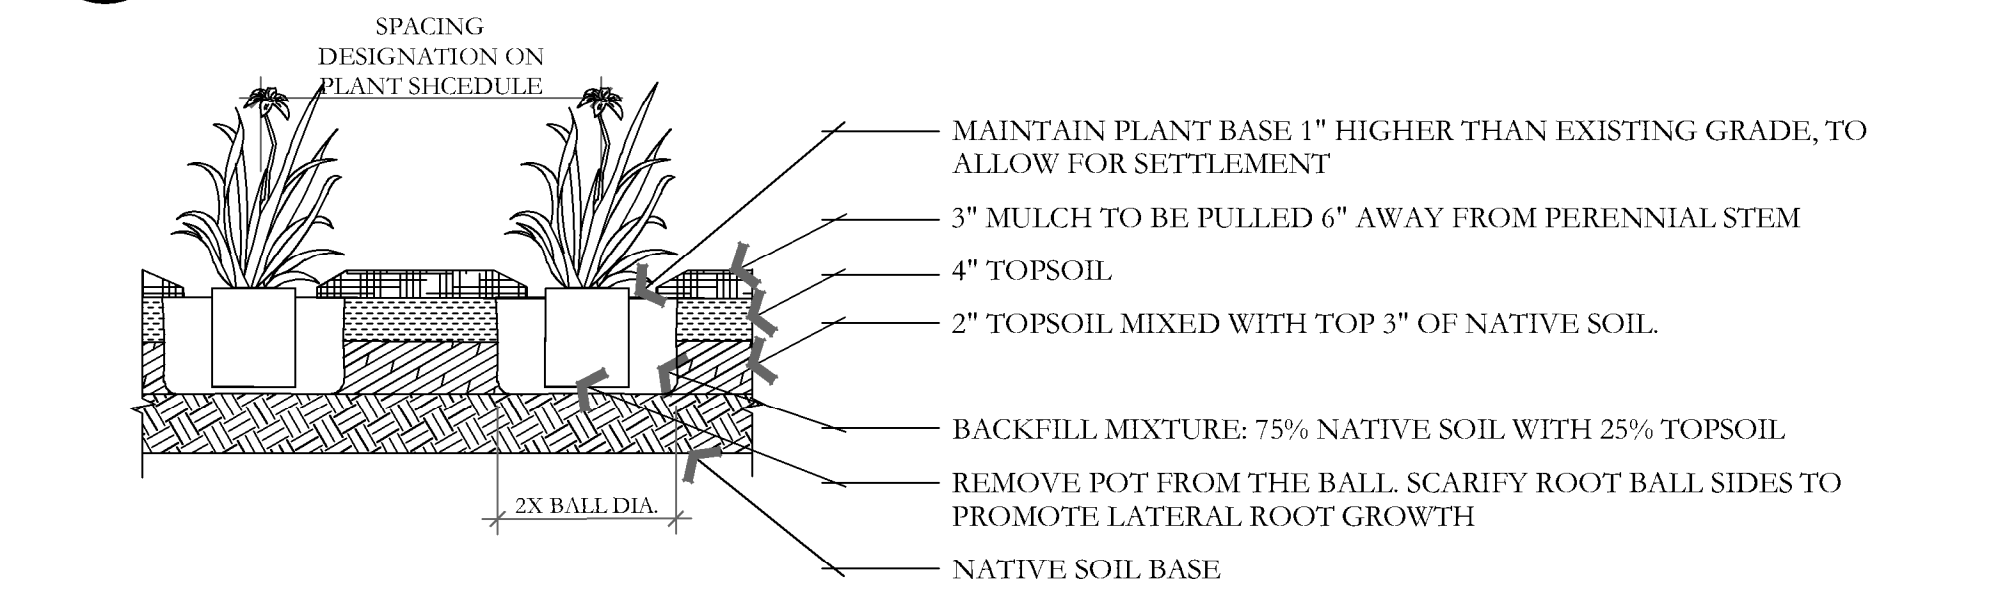 SPACING
DESIGNATION ON
PLANT SHCEDULE
MAINTAIN PLANT BASE 1" HIGHER THAN EXISTING GRADE, TO
ALLOW FOR SETTLEMENT
3" MULCH TO BE PULLED 6" AWAY FROM PERENNIAL STEM
4" TOPSOIL
2" TOPSOIL MIXED WITH TOP 3" OF NATIVE SOIL.
BACKFILL MIXTURE: 75% NATIVE SOIL WITH 25% TOPSOIL
REMOVE POT FROM THE BALL. SCARIFY ROOT BALL SIDES TO
PROMOTE LATERAL ROOT GROWTH
2X BALL DIA.
NATIVE SOIL BASE